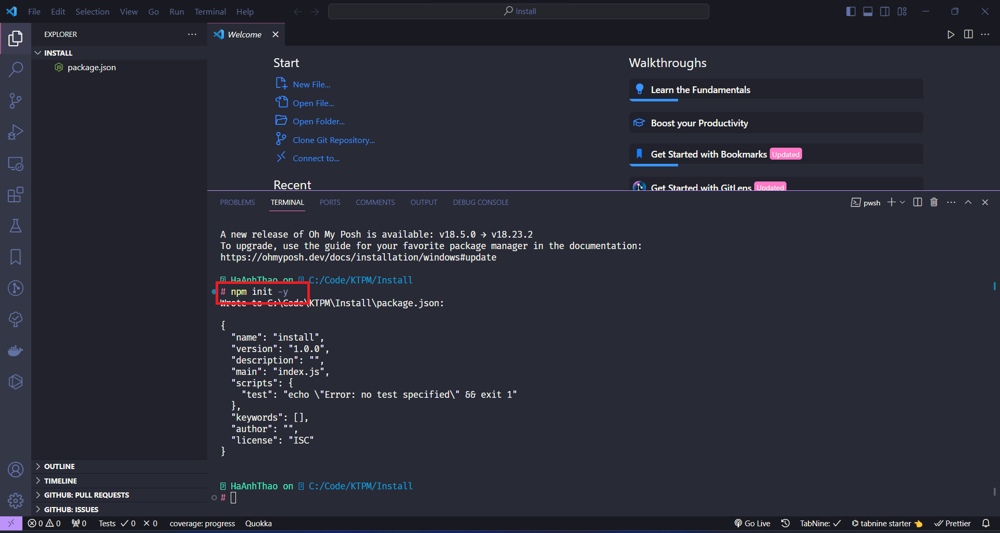 File Edit Selection View Go Run Terminal Help
Install
EXPLORER
INSTALL
package.json
OUTLINE
TIMELINE
GITHUB: PULL REQUESTS
GITHUB: ISSUES
Welcome
Start
New File...
Open File...
Open Folder...
Clone Git Repository...
Connect to...
Recent
Walkthroughs
Learn the Fundamentals
Boost your Productivity
Get Started with Bookmarks Updated
Get Started with GitLens Updated
PROBLEMS TERMINAL PORTS COMMENTS OUTPUT DEBUG CONSOLE
pwsh
A new release of Oh My Posh is available: v18.5.0 → v18.23.2
To upgrade, use the guide for your favorite package manager in the documentation:
https://ohmyposh.dev/docs/installation/windows#update
HaAnhThao on C:/Code/KTPM/Install
# npm init -y
Wrote to C:\Code\KTPM\Install\package.json:
{
"name": "install",
"version": "1.0.0",
"description": "",
"main": "index.js",
"scripts": {
"test": "echo \"Error: no test specified\" && exit 1"
},
"keywords": [],
"author": "",
"license": "ISC"
}
HaAnhThao on C:/Code/KTPM/Install
#
0 0 0 Tests ✓ 0 × 0 coverage: progress Quokka Go Live TabNine: ✓ tabnine starter 👈 Prettier